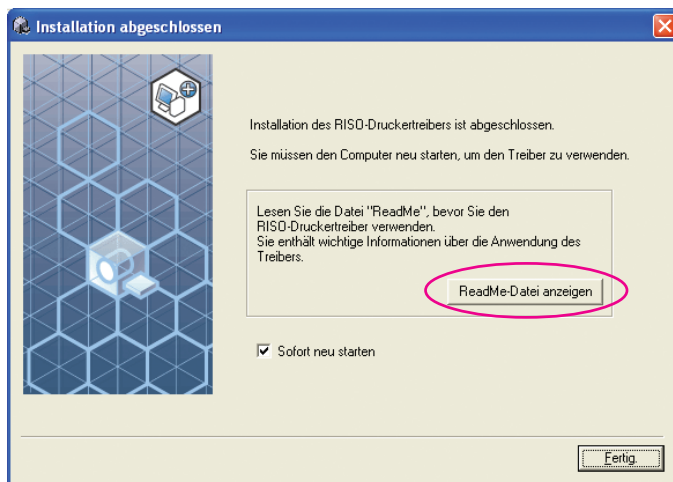 Installation abgeschlossen
Installation des RISO-Druckertreibers ist abgeschlossen.
Sie müssen den Computer neu starten, um den Treiber zu verwenden.
Lesen Sie die Datei "ReadMe", bevor Sie den
RISO-Druckertreiber verwenden.
Sie enthält wichtige Informationen über die Anwendung des
Treibers.
ReadMe-Datei anzeigen
Sofort neu starten
Fertig.